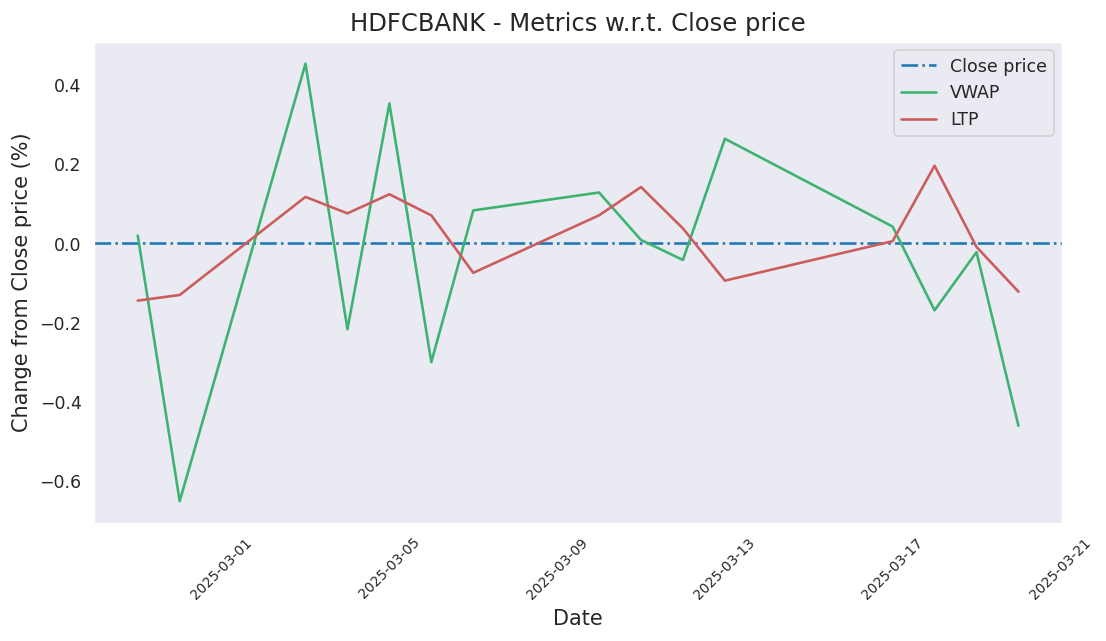 HDFCBANK - Metrics w.r.t. Close price
Change from Close price (%)
0.4
0.2
0.0
−0.2
−0.4
−0.6
Close price
VWAP
LTP
2025-03-01
2025-03-05
2025-03-09
2025-03-13
2025-03-17
2025-03-21
Date